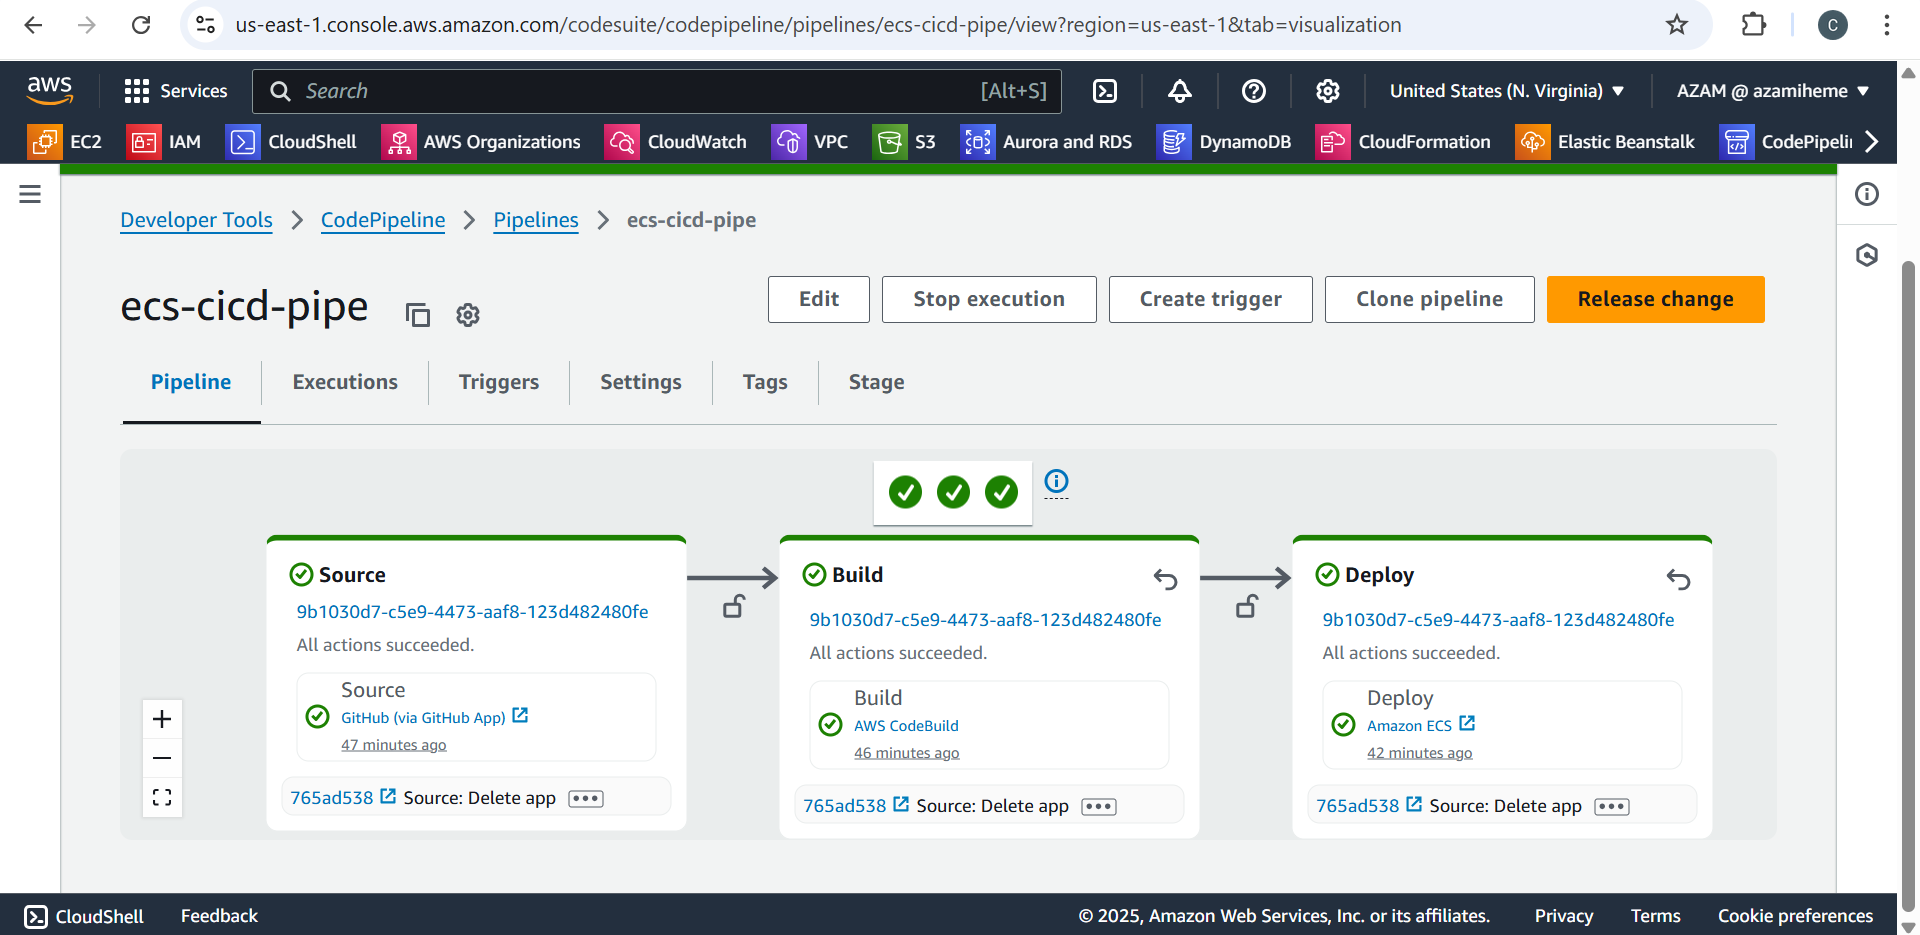 us-east-1.console.aws.amazon.com/codesuite/codepipeline/pipelines/ecs-cicd-pipe/view?region=us-east-1&tab=visualization
C
aws
Services
Search
[Alt+S]
United States (N. Virginia)
AZAM @ azamiheme
EC2
IAM
CloudShell
AWS Organizations
CloudWatch
VPC
S3
Aurora and RDS
DynamoDB
CloudFormation
Elastic Beanstalk
CodePipeli
Developer Tools
CodePipeline
Pipelines
ecs-cicd-pipe
ecs-cicd-pipe
Edit
Stop execution
Create trigger
Clone pipeline
Release change
Pipeline
Executions
Triggers
Settings
Tags
Stage
Source
9b1030d7-c5e9-4473-aaf8-123d482480fe
All actions succeeded.
Source
GitHub (via GitHub App)
47 minutes ago
765ad538 Source: Delete app
Build
9b1030d7-c5e9-4473-aaf8-123d482480fe
All actions succeeded.
Build
AWS CodeBuild
46 minutes ago
765ad538 Source: Delete app
Deploy
9b1030d7-c5e9-4473-aaf8-123d482480fe
All actions succeeded.
Deploy
Amazon ECS
42 minutes ago
765ad538 Source: Delete app
CloudShell
Feedback
© 2025, Amazon Web Services, Inc. or its affiliates.
Privacy
Terms
Cookie preferences